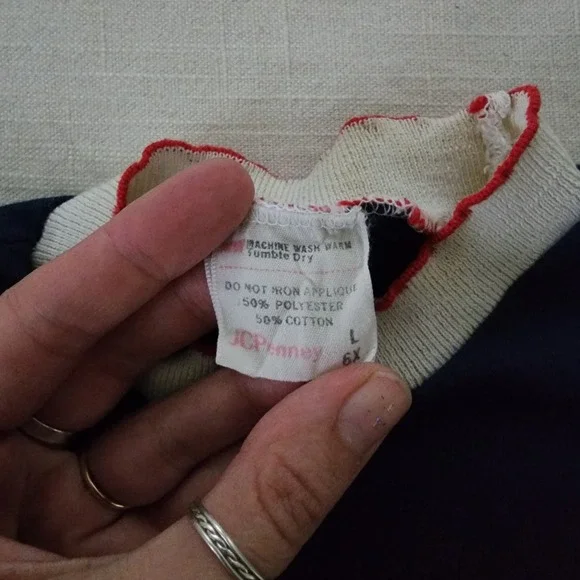 MACHINE WASH WARM
Tumble Dry
DO NOT IRON APPLIQUE
50% POLYESTER
50% COTTON
JCPenney
L
6X